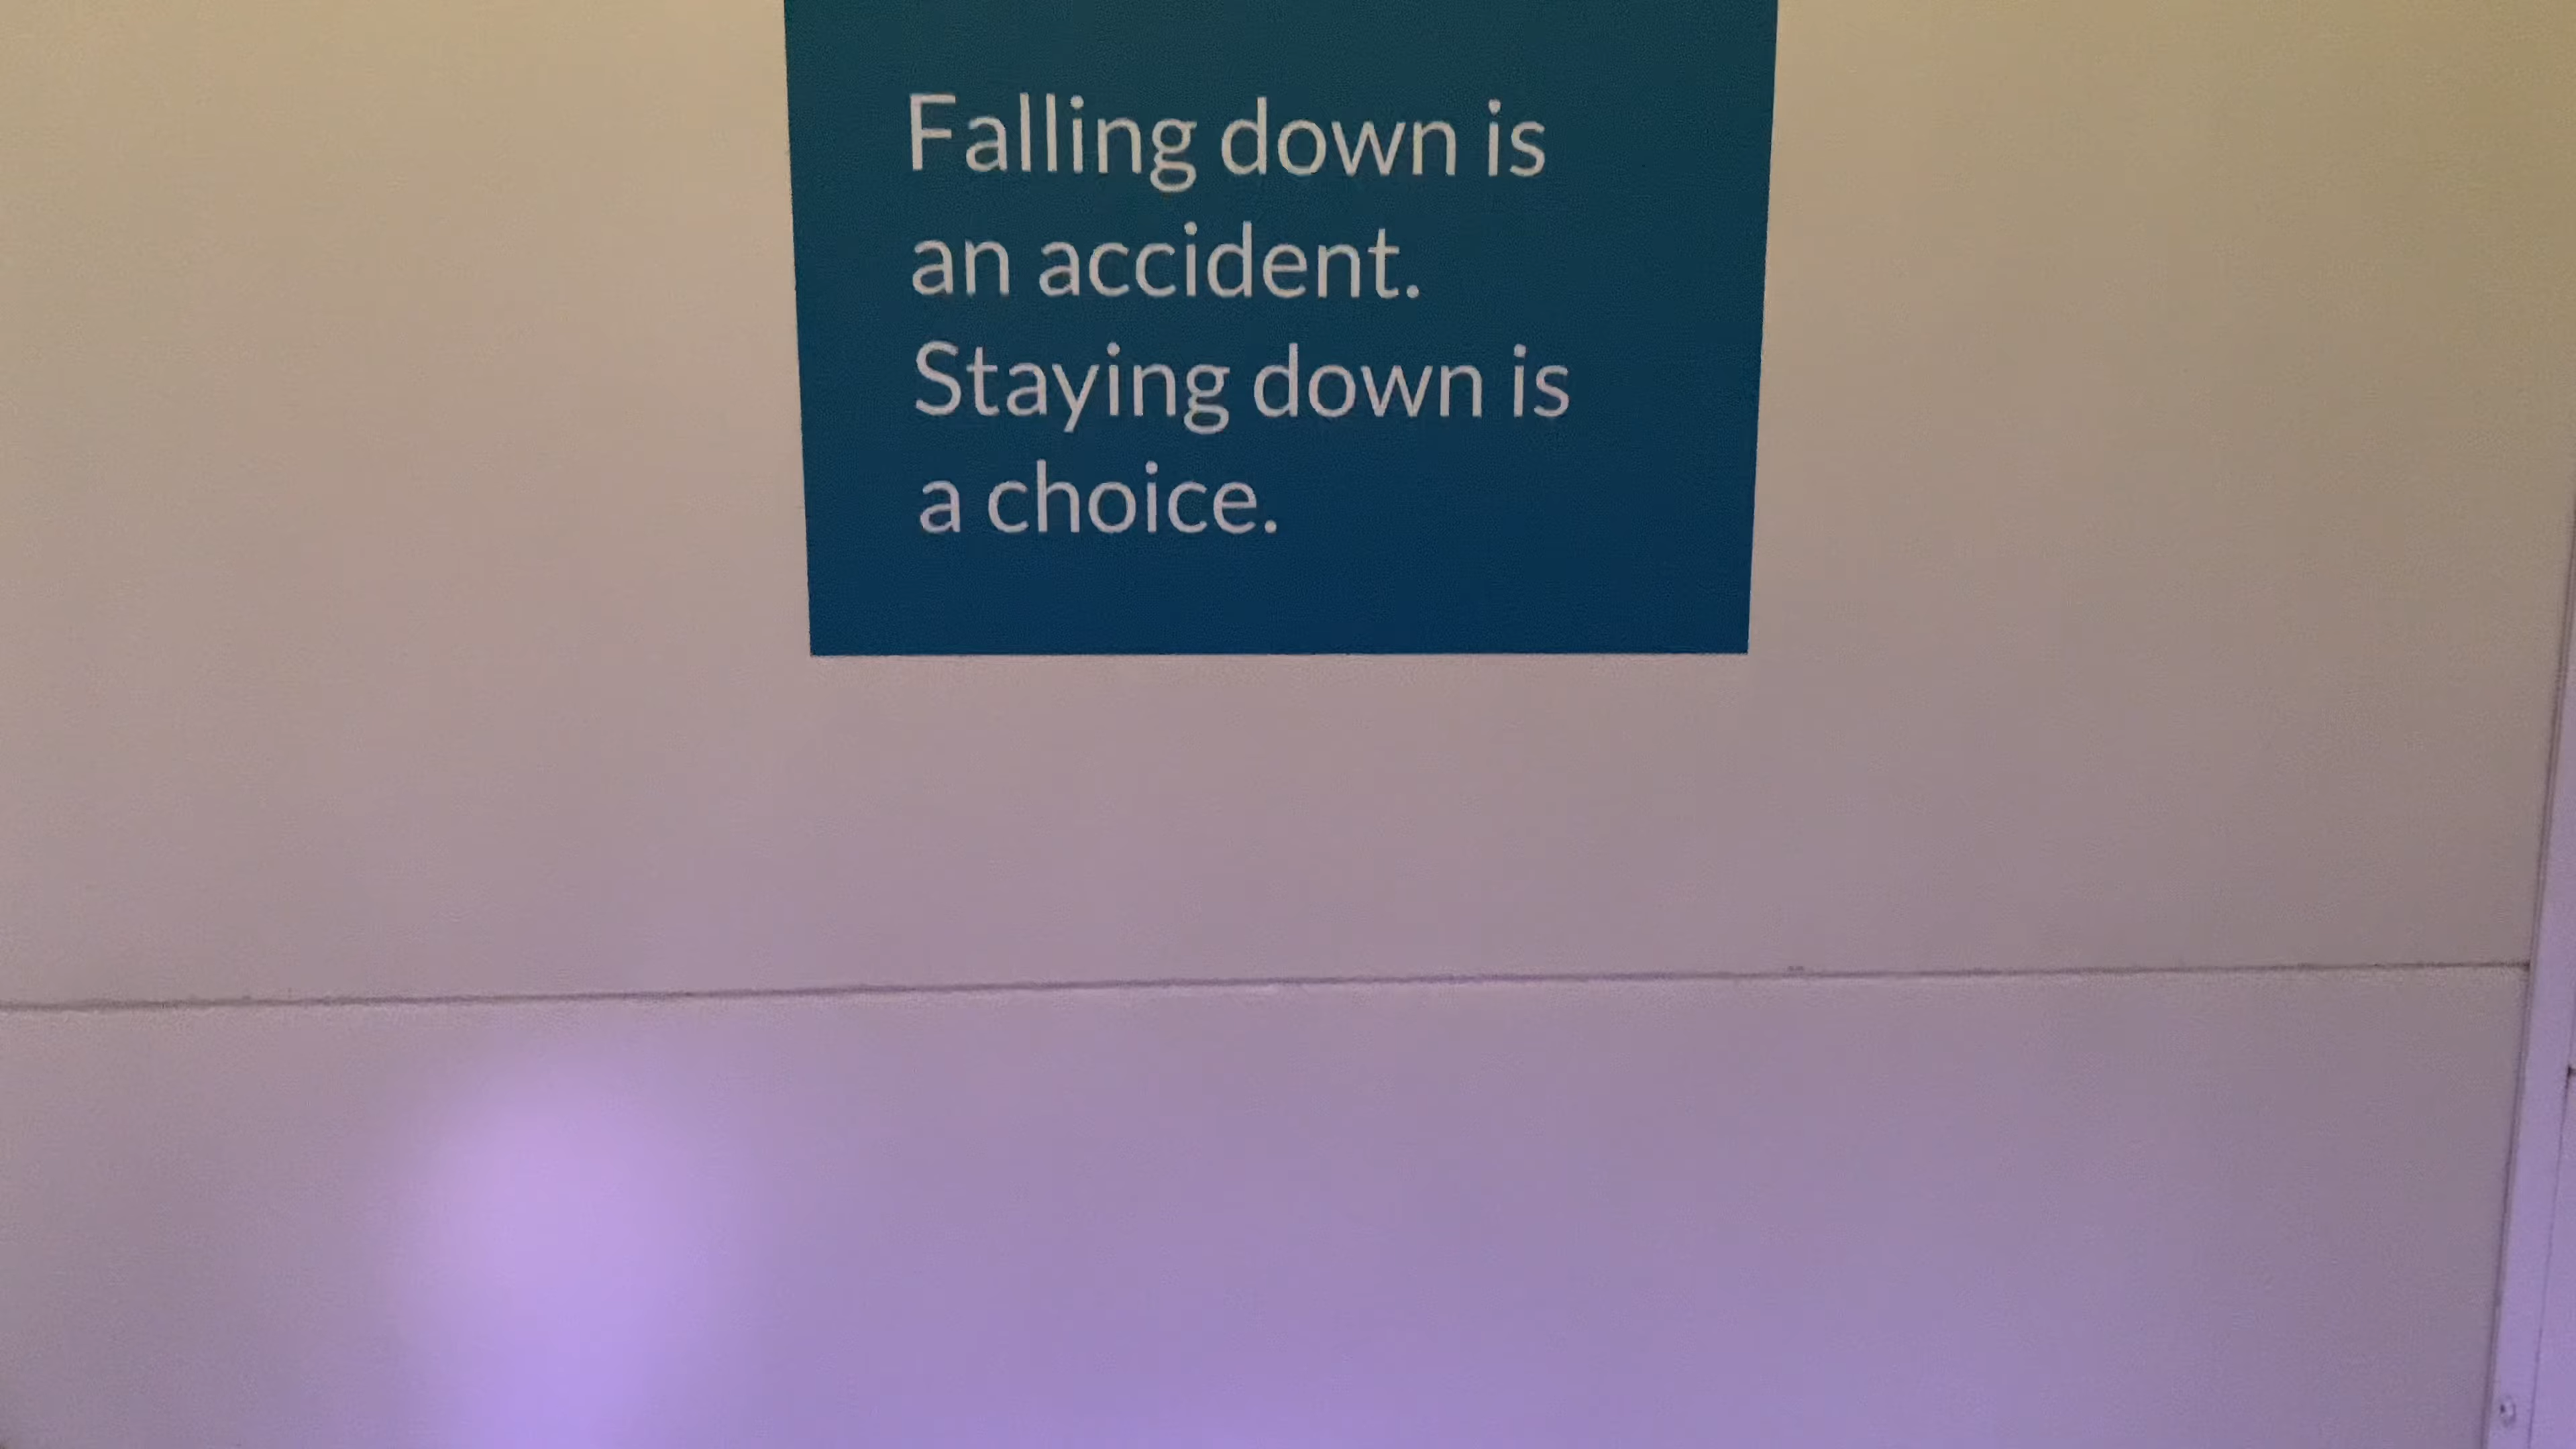 Falling down is
an accident.
Staying down is
a choice.